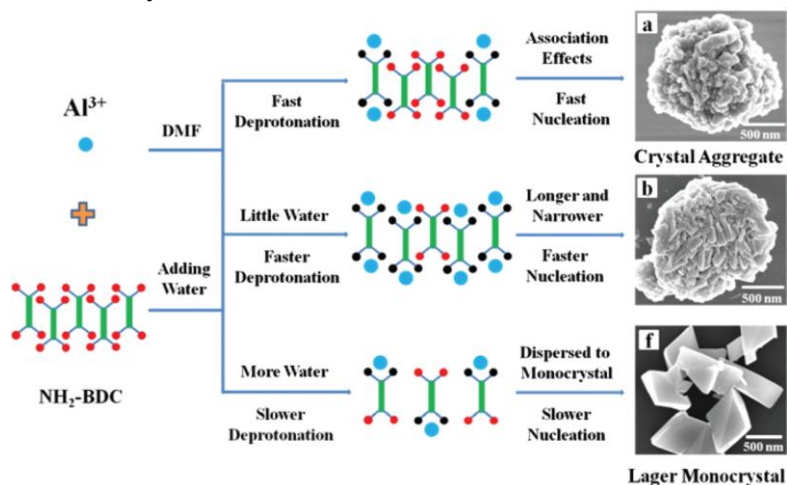 Al3+
NH2-BDC
DMF
Adding
Water
Fast
Deprotonation
Association
Effects
Fast
Nucleation
a
500 nm
Crystal Aggregate
Little Water
Faster
Deprotonation
Longer and
Narrower
Faster
Nucleation
b
500 nm
More Water
Slower
Deprotonation
Dispersed to
Monocrystal
Slower
Nucleation
f
500 nm
Lager Monocrystal